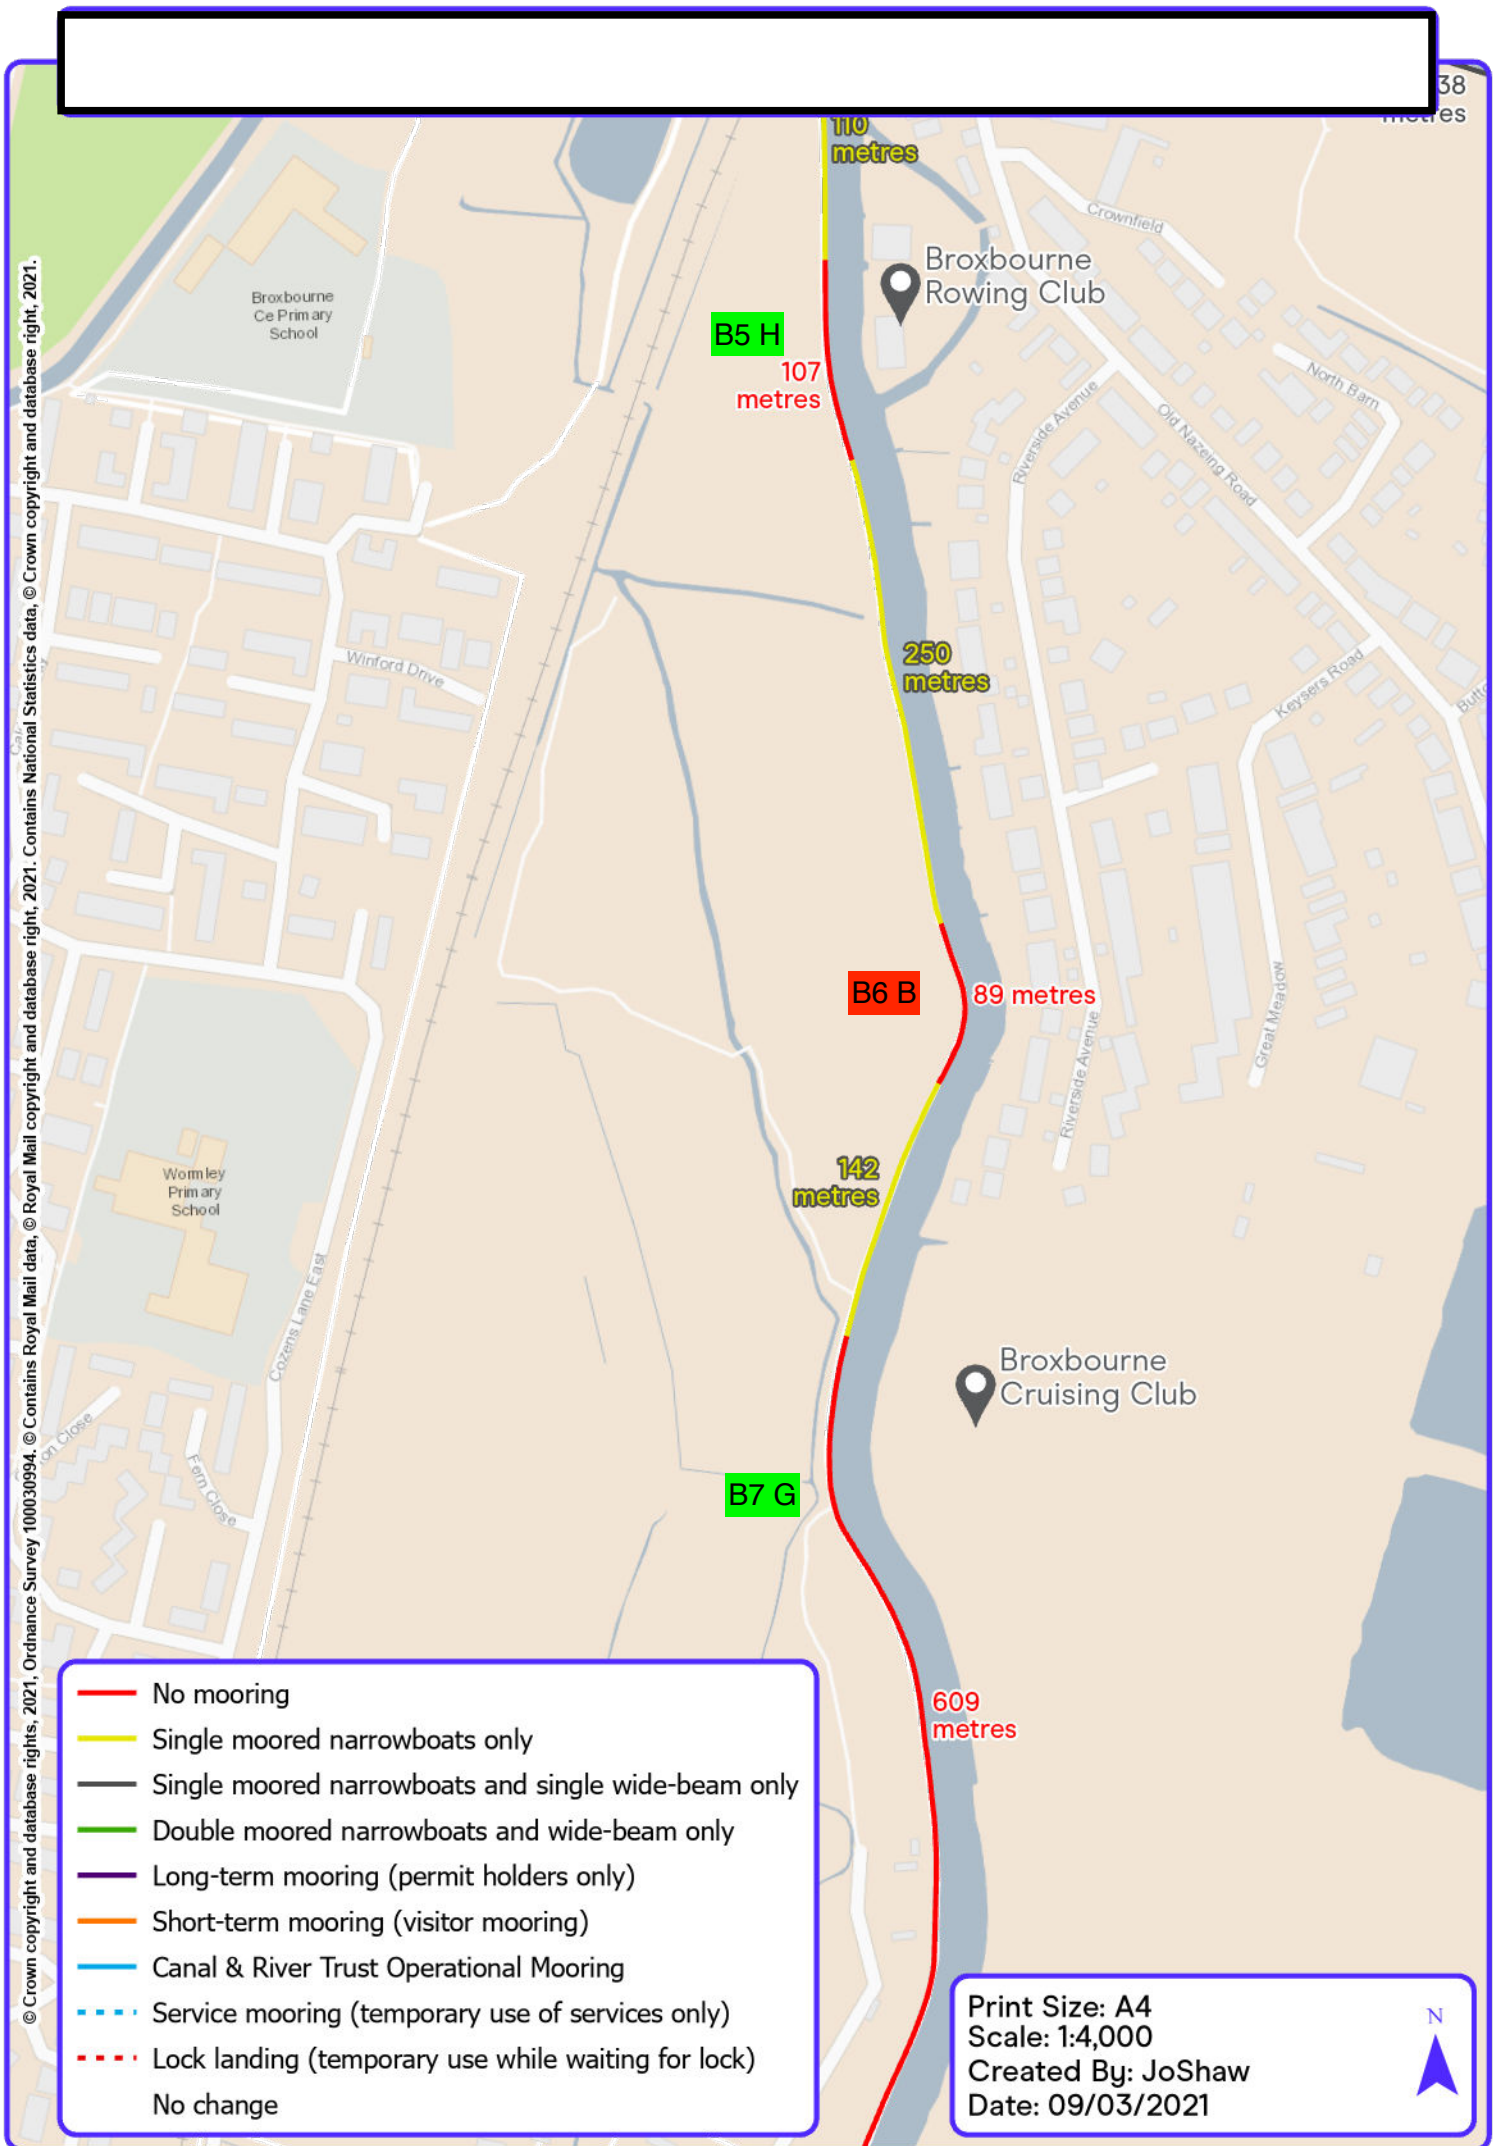 38
metres
110
metres
Crownfield
Broxbourne
Rowing Club
Broxbourne
Ce Primary
School
B5 H
107
metres
North Barn
Riverside Avenue
Old Nazeing Road
250
metres
Winford Drive
Keysers Road
B6 B
89 metres
Great Meadow
Riverside Avenue
142
metres
Wormley
Primary
School
Cozens Lane East
Broxbourne
Cruising Club
Fern Close
B7 G
609
metres
© Crown copyright and database rights, 2021, Ordnance Survey 100030994. © Contains Royal Mail data, © Royal Mail copyright and database right, 2021. Contains National Statistics data, © Crown copyright and database right, 2021.
No mooring
Single moored narrowboats only
Single moored narrowboats and single wide-beam only
Double moored narrowboats and wide-beam only
Long-term mooring (permit holders only)
Short-term mooring (visitor mooring)
Canal & River Trust Operational Mooring
Service mooring (temporary use of services only)
Lock landing (temporary use while waiting for lock)
No change
Print Size: A4
Scale: 1:4,000
Created By: JoShaw
Date: 09/03/2021
N